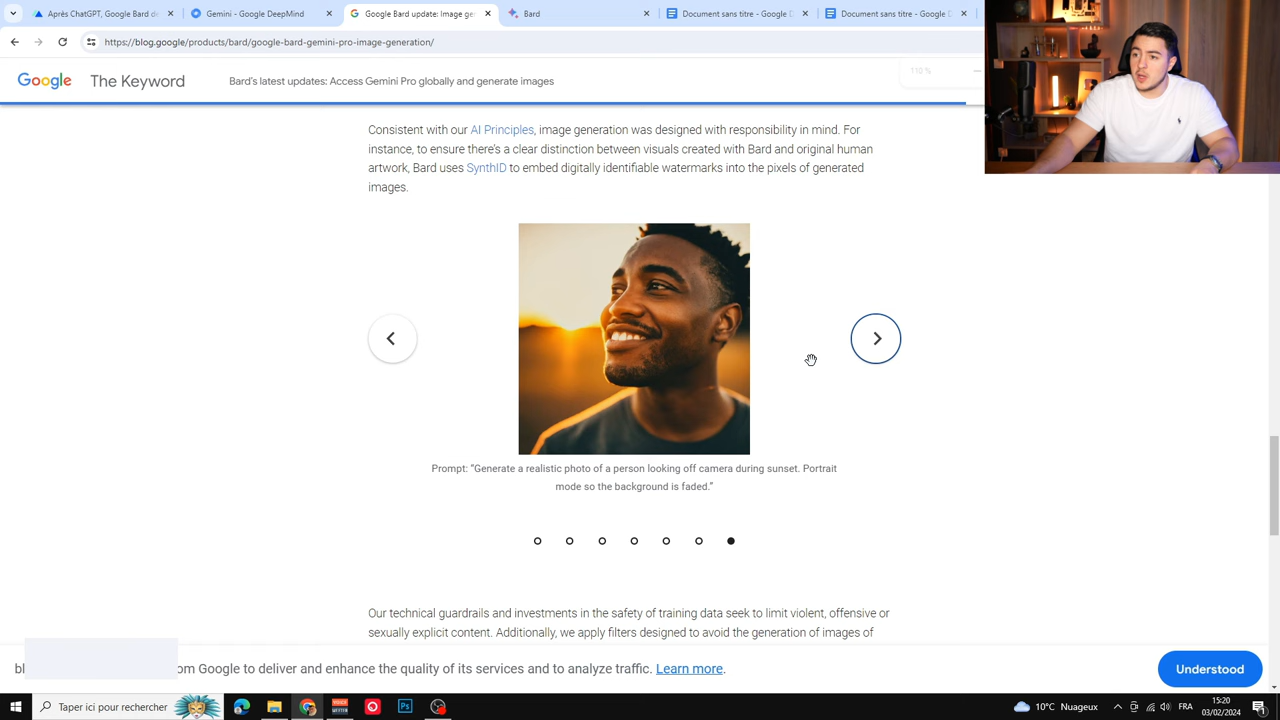 Après ChatGPT, Google Bard de
Gemini - Google DeepMind
Bard update: Image gen
Bard
Document sans titre - Google D
Document sans titre - Google D
https://blog.google/products/bard/google-bard-gemini-pro-image-generation/
Google The Keyword Bard's latest updates: Access Gemini Pro globally and generate images
110 %
Consistent with our AI Principles, image generation was designed with responsibility in mind. For
instance, to ensure there's a clear distinction between visuals created with Bard and original human
artwork, Bard uses SynthID to embed digitally identifiable watermarks into the pixels of generated
images.
Prompt: "Generate a realistic photo of a person looking off camera during sunset. Portrait
mode so the background is faded."
Our technical guardrails and investments in the safety of training data seek to limit violent, offensive or
sexually explicit content. Additionally, we apply filters designed to avoid the generation of images of
from Google to deliver and enhance the quality of its services and to analyze traffic. Learn more.
Understood
Taper ici pour rechercher
VOICE
METER
Ps
10°C Nuageux
FRA
15:20
03/02/2024
1